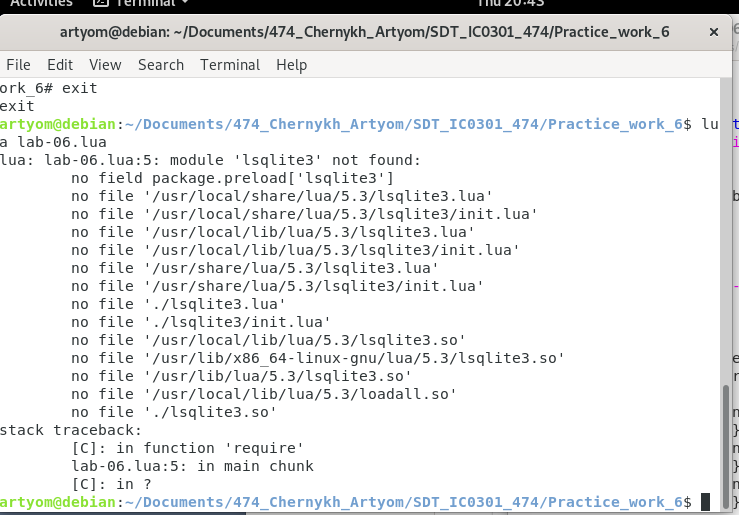 Activities Terminal Thu 20:43
artyom@debian: ~/Documents/474_Chernykh_Artyom/SDT_IC0301_474/Practice_work_6 ×
File Edit View Search Terminal Help
ork_6# exit
exit
artyom@debian:~/Documents/474_Chernykh_Artyom/SDT_IC0301_474/Practice_work_6$ lu
a lab-06.lua
lua: lab-06.lua:5: module 'lsqlite3' not found:
no field package.preload['lsqlite3']
no file '/usr/local/share/lua/5.3/lsqlite3.lua'
no file '/usr/local/share/lua/5.3/lsqlite3/init.lua'
no file '/usr/local/lib/lua/5.3/lsqlite3.lua'
no file '/usr/local/lib/lua/5.3/lsqlite3/init.lua'
no file '/usr/share/lua/5.3/lsqlite3.lua'
no file '/usr/share/lua/5.3/lsqlite3/init.lua'
no file './lsqlite3.lua'
no file './lsqlite3/init.lua'
no file '/usr/local/lib/lua/5.3/lsqlite3.so'
no file '/usr/lib/x86_64-linux-gnu/lua/5.3/lsqlite3.so'
no file '/usr/lib/lua/5.3/lsqlite3.so'
no file '/usr/local/lib/lua/5.3/loadall.so'
no file './lsqlite3.so'
stack traceback:
[C]: in function 'require'
lab-06.lua:5: in main chunk
[C]: in ?
artyom@debian:~/Documents/474_Chernykh_Artyom/SDT_IC0301_474/Practice_work_6$